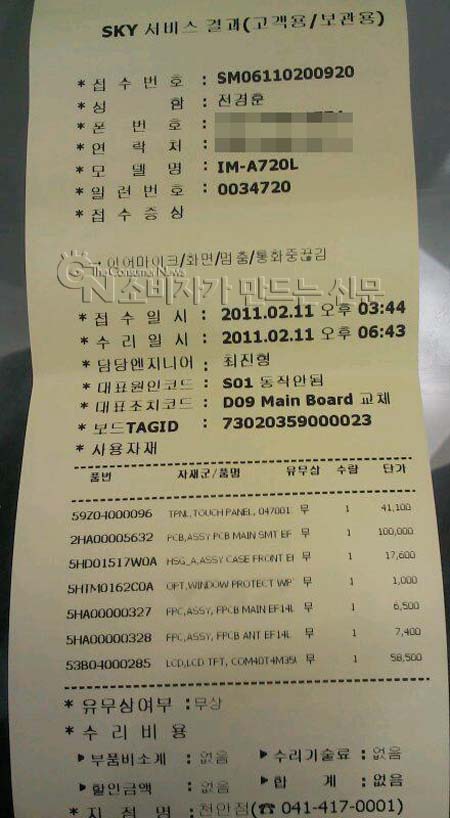 SKY 서비스 결과(고객용/보관용)
* 접 수 번 호 : SM06110200920
* 성 함 : 전경훈
* 폰 번 호 :
* 연 락 처 :
* 모 델 명 : IM-A720L
* 일 련 번 호 : 0034720
* 접 수 증 상
이어마이크/화면/멈춤/통화중끊김
The Consumer News
소비자가 만드는 신문
* 접 수 일 시 : 2011.02.11 오후 03:44
* 수 리 일 시 : 2011.02.11 오후 06:43
* 담당엔지니어 : 최진형
* 대표원인코드 : S01 동작안됨
* 대표조치코드 : D09 Main Board 교체
* 보드TAGID : 73020359000023
* 사용자재
품번 자재군/품명 유무상 수량 단가
59Z04000096 TPNL,TOUCH PANEL, 047001 무 1 41,100
2HA00005632 PCB,ASSY PCB MAIN SMT EF 무 1 100,000
5HD01517W0A HSG_A,ASSY CASE FRONT EF 무 1 17,600
5HTM0162C0A OPT,WINDOW PROTECT WP 무 1 1,000
5HA00000327 FPC,ASSY, FPCB MAIN EF14L 무 1 6,500
5HA00000328 FPC,ASSY, FPCB ANT EF14L 무 1 7,400
53B04000285 LCD,LCD TFT, COM40T4M35 무 1 58,500
* 유무상여부 :무상
* 수 리 비 용
▶부품비소계 : 없음 ▶수리기술료 : 없음
▶할인금액 : 없음 ▶합 계 : 없음
* 지 점 명 :천안점(☎ 041-417-0001)